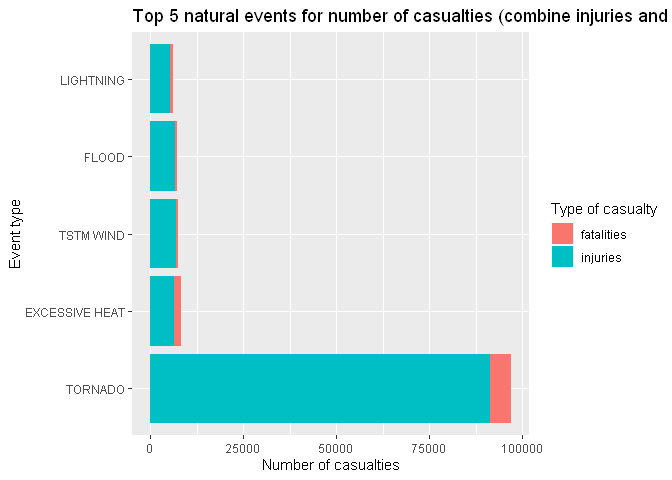 Top 5 natural events for number of casualties (combine injuries and
LIGHTNING
FLOOD
TSTM WIND
EXCESSIVE HEAT
TORNADO
Event type
0 25000 50000 75000 100000
Number of casualties
Type of casualty
fatalities
injuries